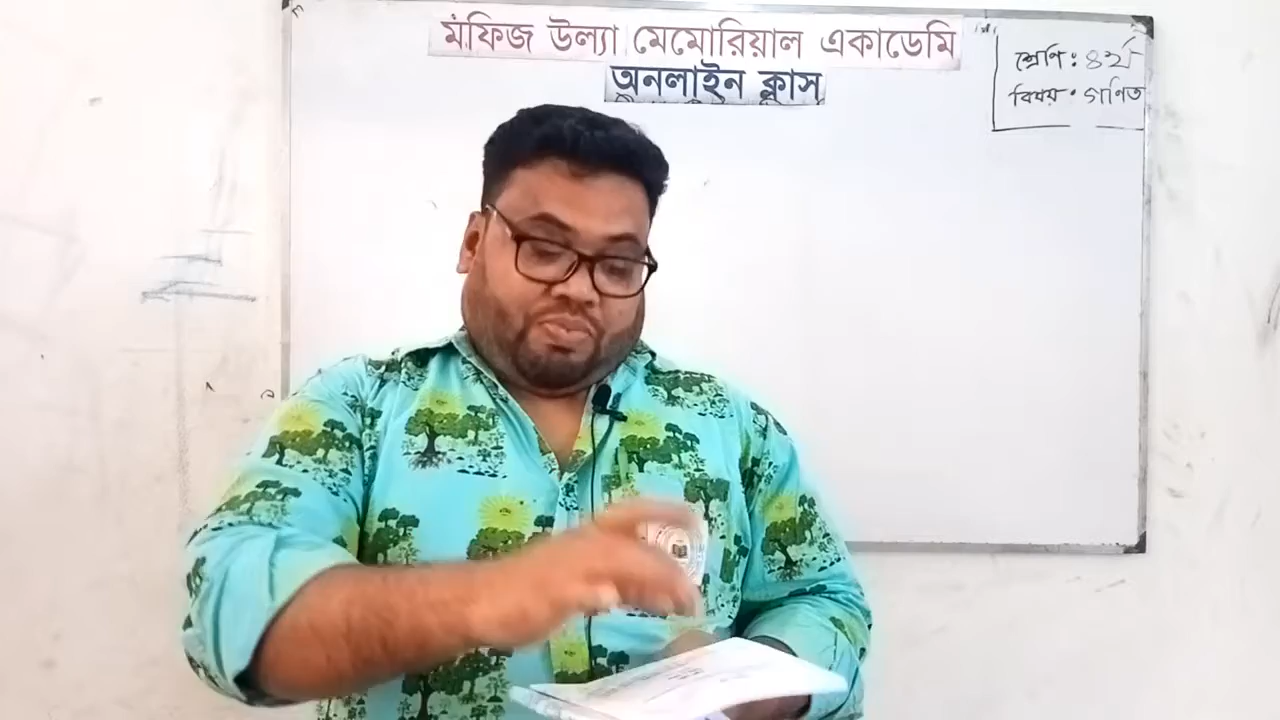 মফিজ উল্যা মেমোরিয়াল একাডেমি
অনলাইন ক্লাস
শ্রেণি : ৪র্থ
বিষয় : গণিত